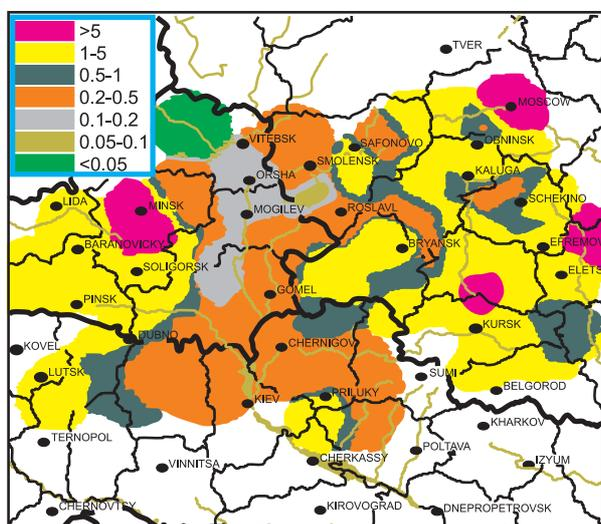 >5
1-5
0.5-1
0.2-0.5
0.1-0.2
0.05-0.1
<0.05
TVER
MOSCOW
VITEBSK
SAFONOVO
OBNINSK
SMOLENSK
ORSHA
KALUGA
LIDA
MINSK
MOGILEV
ROSLAVL
SCHEKINO
BARANOVICKY
BRYANSK
EFREMOV
SOLIGORSK
ELETS
PINSK
GOMEL
KURSK
KOVEL
DUBNO
CHERNIGOV
LUTSK
SUMI
BELGOROD
KIEV
PRILUKY
KHARKOV
TERNOPOL
POLTAVA
VINNITSA
CHERKASSY
IZYUM
CHERNOVTSY
KIROVOGRAD
DNEPROPETROVSK